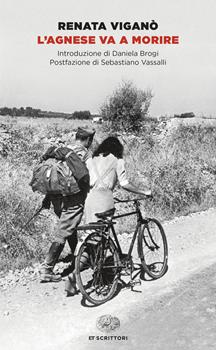 RENATA VIGANÒ
L'AGNESE VA A MORIRE
Introduzione di Daniela Brogi
Postfazione di Sebastiano Vassalli
ET SCRITTORI